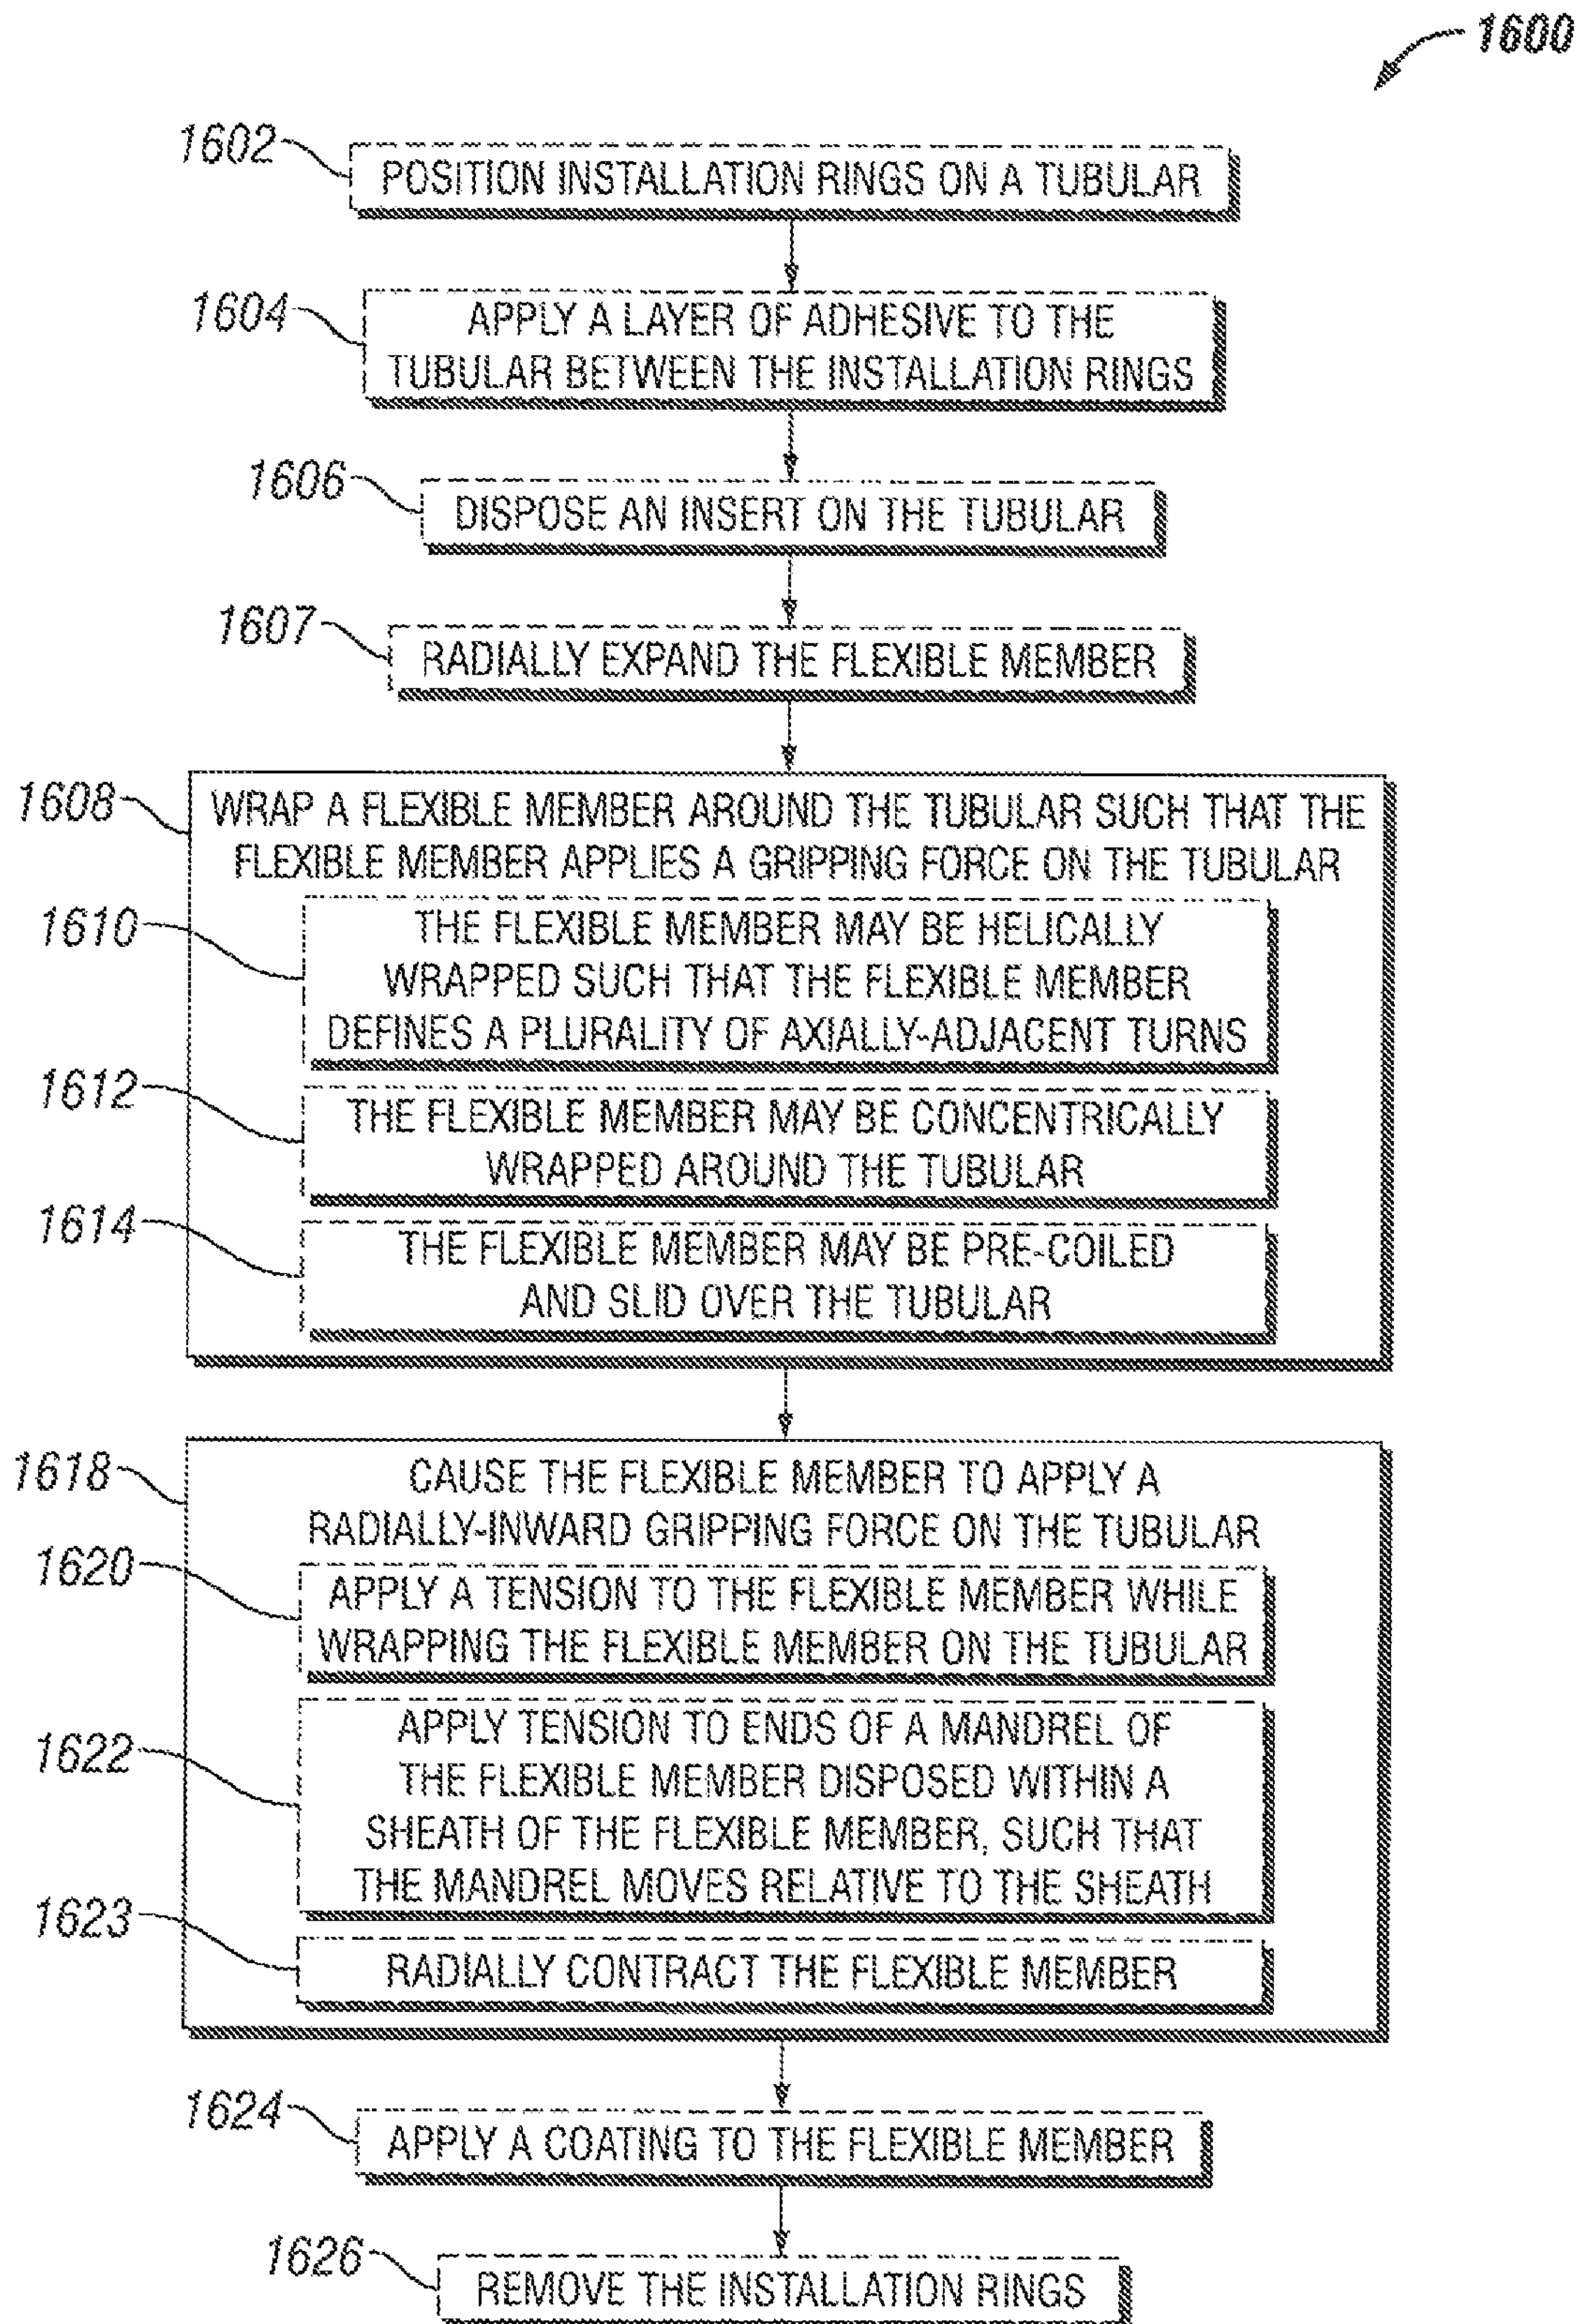 1600
1602
POSITION INSTALLATION RINGS ON A TUBULAR
1604
APPLY A LAYER OF ADHESIVE TO THE
TUBULAR BETWEEN THE INSTALLATION RINGS
1606
DISPOSE AN INSERT ON THE TUBULAR
1607
RADIALLY EXPAND THE FLEXIBLE MEMBER
1608
WRAP A FLEXIBLE MEMBER AROUND THE TUBULAR SUCH THAT THE
FLEXIBLE MEMBER APPLIES A GRIPPING FORCE ON THE TUBULAR
1610
THE FLEXIBLE MEMBER MAY BE HELICALLY
WRAPPED SUCH THAT THE FLEXIBLE MEMBER
DEFINES A PLURALITY OF AXIALLY-ADJACENT TURNS
1612
THE FLEXIBLE MEMBER MAY BE CONCENTRICALLY
WRAPPED AROUND THE TUBULAR
1614
THE FLEXIBLE MEMBER MAY BE PRE-COILED
AND SLID OVER THE TUBULAR
1618
CAUSE THE FLEXIBLE MEMBER TO APPLY A
RADIALLY-INWARD GRIPPING FORCE ON THE TUBULAR
1620
APPLY A TENSION TO THE FLEXIBLE MEMBER WHILE
WRAPPING THE FLEXIBLE MEMBER ON THE TUBULAR
1622
APPLY TENSION TO ENDS OF A MANDREL OF
THE FLEXIBLE MEMBER DISPOSED WITHIN A
SHEATH OF THE FLEXIBLE MEMBER, SUCH THAT
THE MANDREL MOVES RELATIVE TO THE SHEATH
1623
RADIALLY CONTRACT THE FLEXIBLE MEMBER
1624
APPLY A COATING TO THE FLEXIBLE MEMBER
1626
REMOVE THE INSTALLATION RINGS